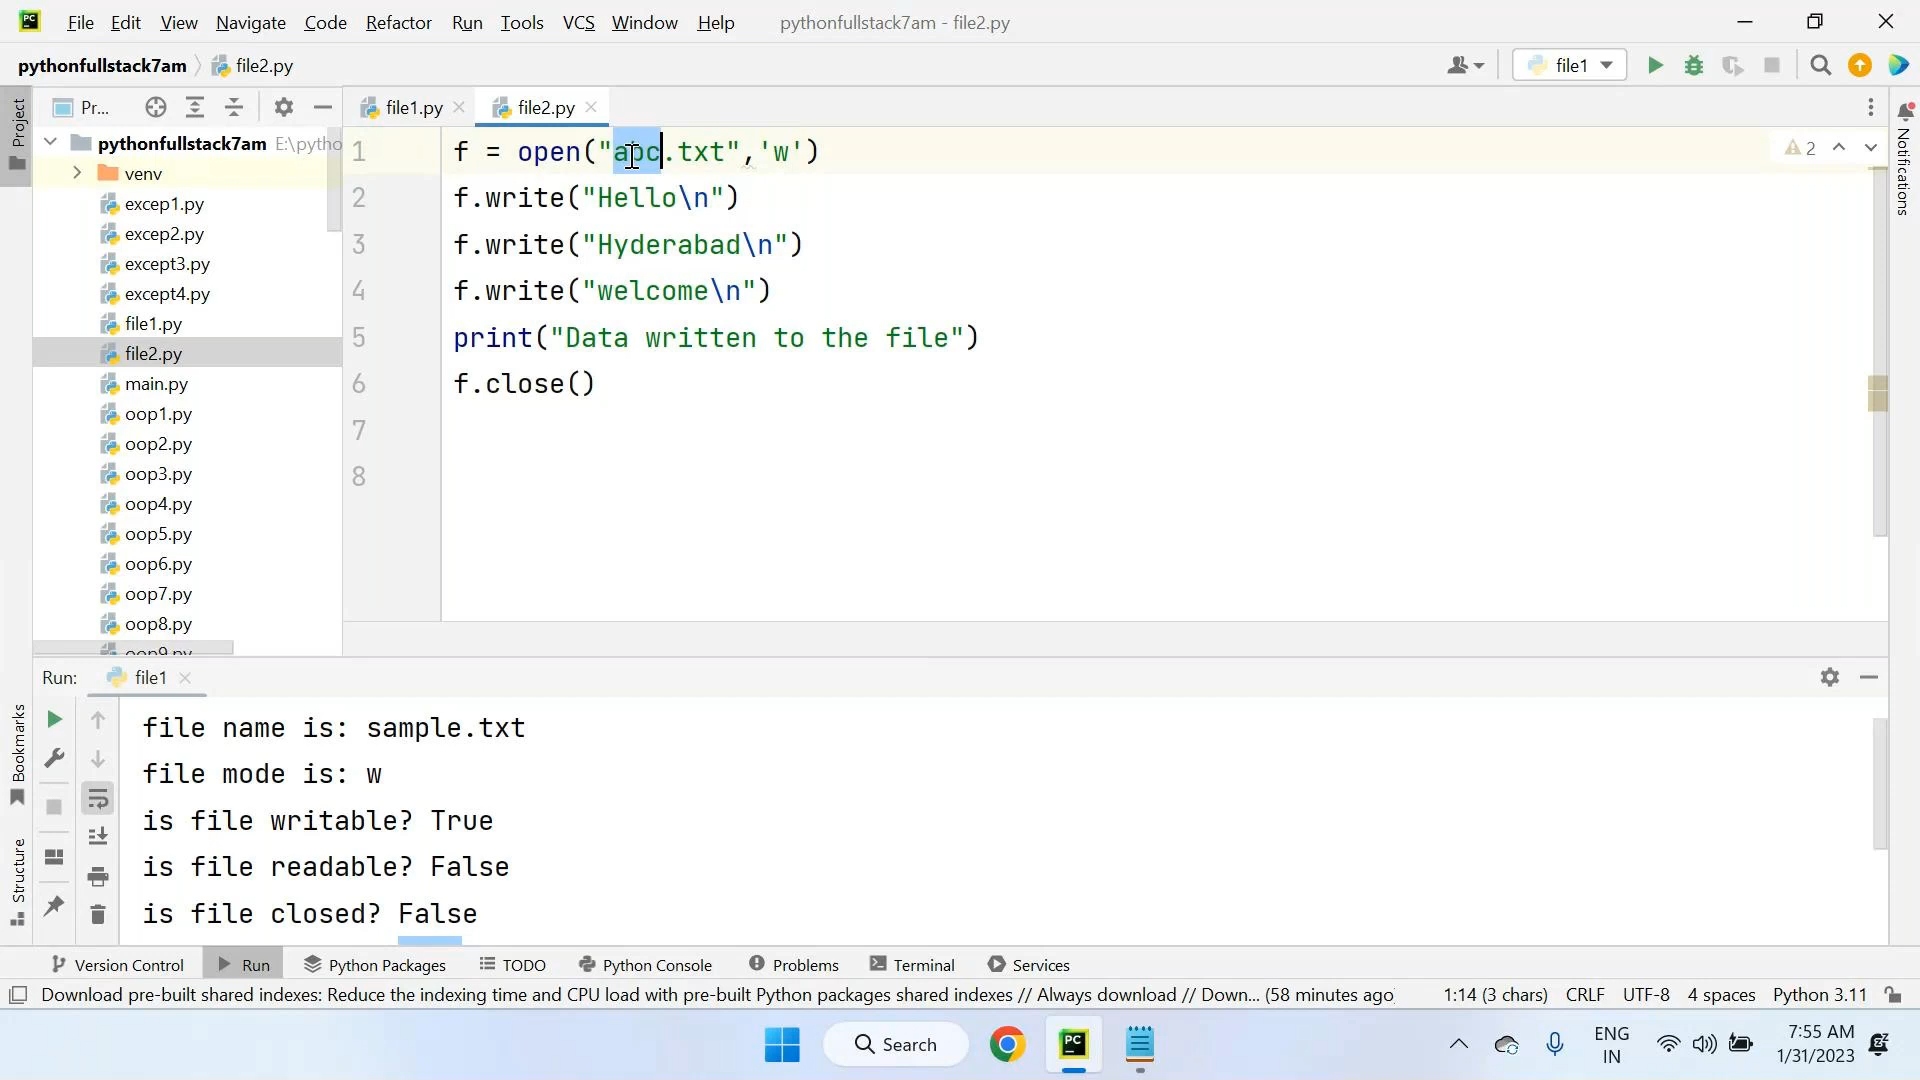 File Edit View Navigate Code Refactor Run Tools VCS Window Help pythonfullstack7am - file2.py
pythonfullstack7am file2.py file1
Project
Pr...
file1.py file2.py
pythonfullstack7am E:\pytho
venv
excep1.py
excep2.py
except3.py
except4.py
file1.py
file2.py
main.py
oop1.py
oop2.py
oop3.py
oop4.py
oop5.py
oop6.py
oop7.py
oop8.py
oop9.py
1 f = open("abc.txt",'w')
2 f.write("Hello\n")
3 f.write("Hyderabad\n")
4 f.write("welcome\n")
5 print("Data written to the file")
6 f.close()
7
8
2
Notifications
Run: file1
file name is: sample.txt
file mode is: w
is file writable? True
is file readable? False
is file closed? False
Bookmarks
Structure
Version Control Run Python Packages TODO Python Console Problems Terminal Services
Download pre-built shared indexes: Reduce the indexing time and CPU load with pre-built Python packages shared indexes // Always download // Down... (58 minutes ago) 1:14 (3 chars) CRLF UTF-8 4 spaces Python 3.11
PC
Search
PC
ENG
IN
7:55 AM
1/31/2023